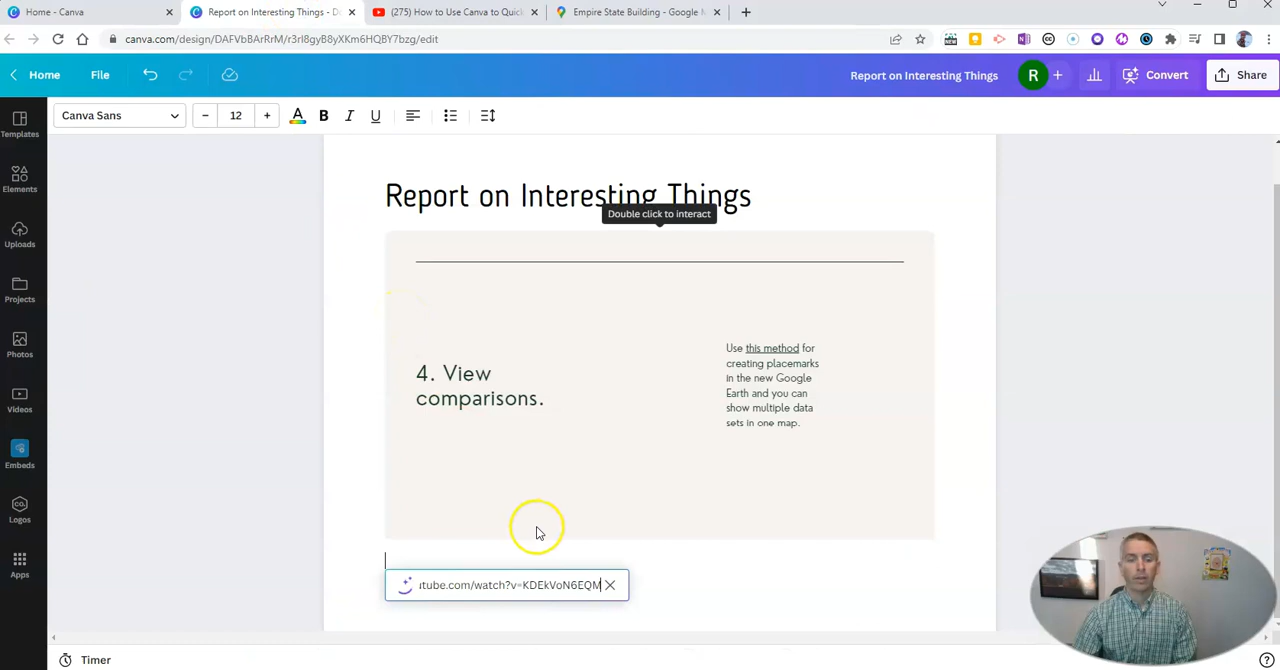 Home - Canva
Report on Interesting Things - D
(275) How to Use Canva to Quick
Empire State Building - Google M
canva.com/design/DAFVbBArRrM/r3rI8gyB8yXKm6HQBY7bzg/edit
Home
File
Report on Interesting Things
R
Convert
Share
Canva Sans
12
B
I
U
Templates
Elements
Uploads
Projects
Photos
Videos
Embeds
Logos
Apps
Report on Interesting Things
Double click to interact
4. View
comparisons.
Use this method for
creating placemarks
in the new Google
Earth and you can
show multiple data
sets in one map.
utube.com/watch?v=KDEkVoN6EQM
Timer